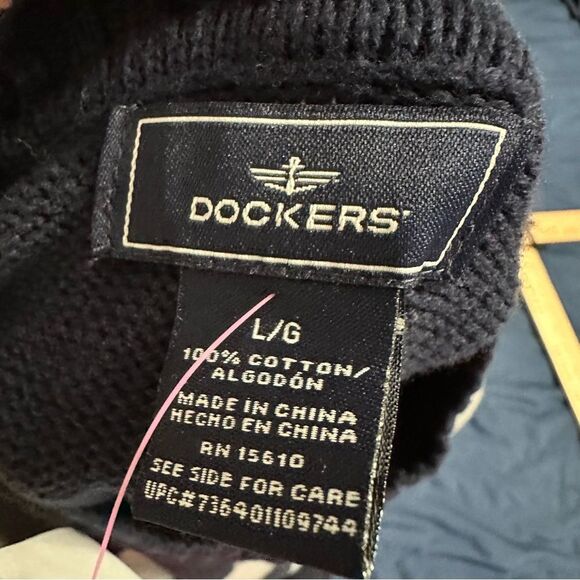 DOCKERS
L/G
100% COTTON/
ALGODÓN
MADE IN CHINA
HECHO EN CHINA
RN 15610
SEE SIDE FOR CARE
UPC#736401109744